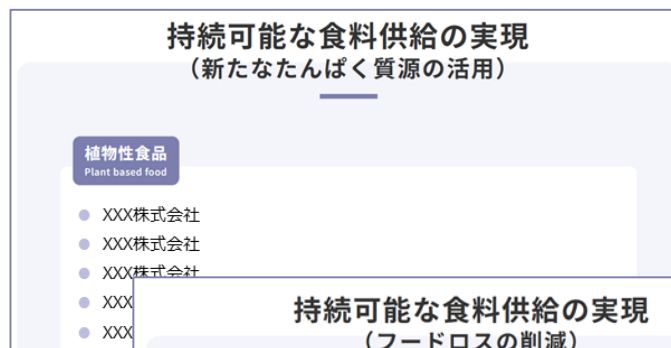 持続可能な食料供給の実現
（新たなたんぱく質源の活用）
植物性食品
Plant based food
XXX株式会社
XXX株式会社
XXX株式会社
XXX
XXX
持続可能な食料供給の実現
（フードロスの削減）